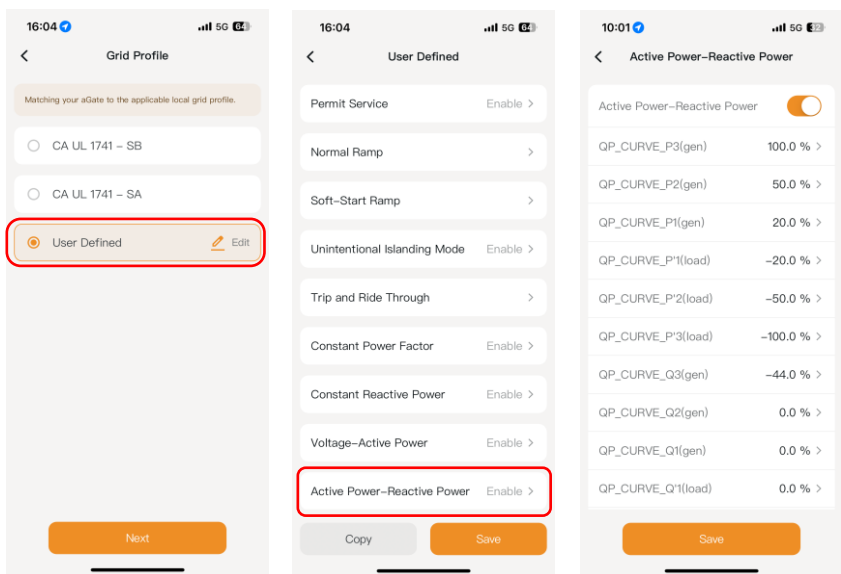 16:04
5G 64
Grid Profile
Matching your aGate to the applicable local grid profile.
CA UL 1741 – SB
CA UL 1741 – SA
User Defined
Edit
Next
16:04
5G 64
User Defined
Permit Service Enable
Normal Ramp
Soft–Start Ramp
Unintentional Islanding Mode Enable
Trip and Ride Through
Constant Power Factor Enable
Constant Reactive Power Enable
Voltage–Active Power Enable
Active Power–Reactive Power Enable
Copy
Save
10:01
5G 32
Active Power–Reactive Power
Active Power–Reactive Power
QP_CURVE_P3(gen) 100.0 %
QP_CURVE_P2(gen) 50.0 %
QP_CURVE_P1(gen) 20.0 %
QP_CURVE_P'1(load) –20.0 %
QP_CURVE_P'2(load) –50.0 %
QP_CURVE_P'3(load) –100.0 %
QP_CURVE_Q3(gen) –44.0 %
QP_CURVE_Q2(gen) 0.0 %
QP_CURVE_Q1(gen) 0.0 %
QP_CURVE_Q'1(load) 0.0 %
Save